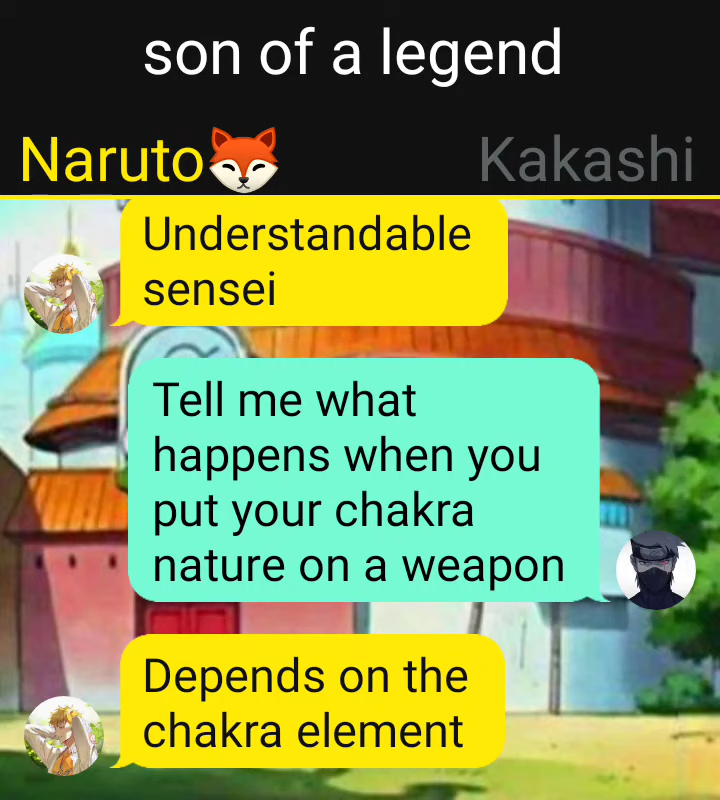 son of a legend
Naruto🦊 Kakashi
Understandable
sensei
Tell me what
happens when you
put your chakra
nature on a weapon
Depends on the
chakra element